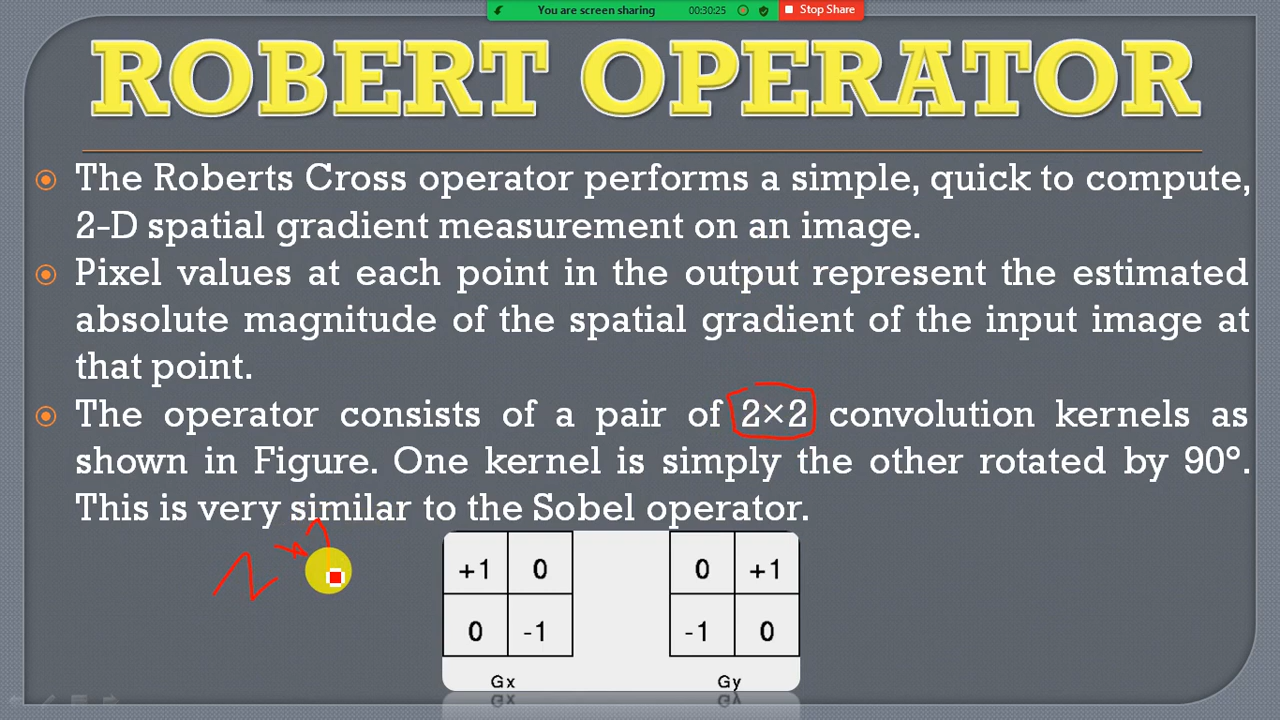 You are screen sharing 00:30:25 Stop Share
ROBERT OPERATOR
The Roberts Cross operator performs a simple, quick to compute,
2-D spatial gradient measurement on an image.
Pixel values at each point in the output represent the estimated
absolute magnitude of the spatial gradient of the input image at
that point.
The operator consists of a pair of 2×2 convolution kernels as
shown in Figure. One kernel is simply the other rotated by 90°.
This is very similar to the Sobel operator.
+1 0 0 +1
0 -1 -1 0
Gx Gy